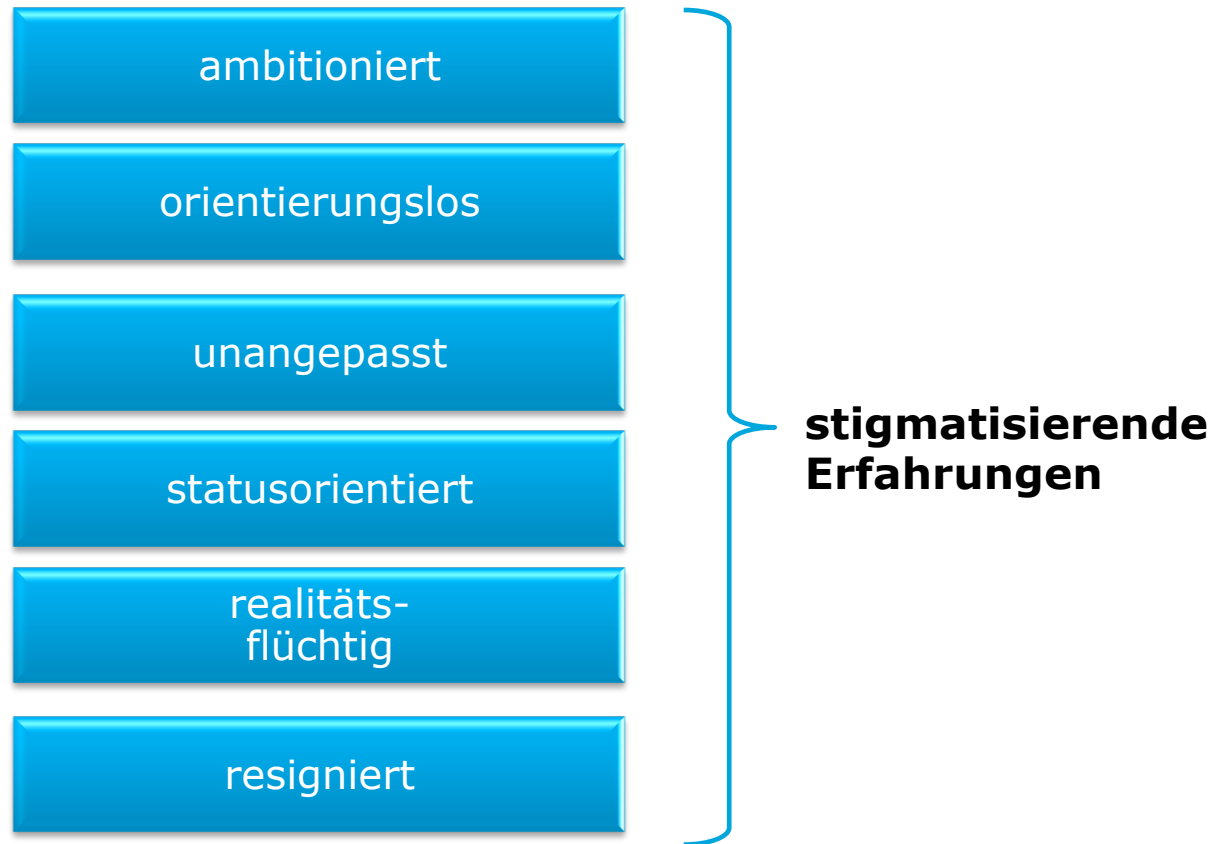 ambitioniert
orientierungslos
unangepasst
statusorientiert
realitäts-
flüchtig
resigniert
stigmatisierende
Erfahrungen